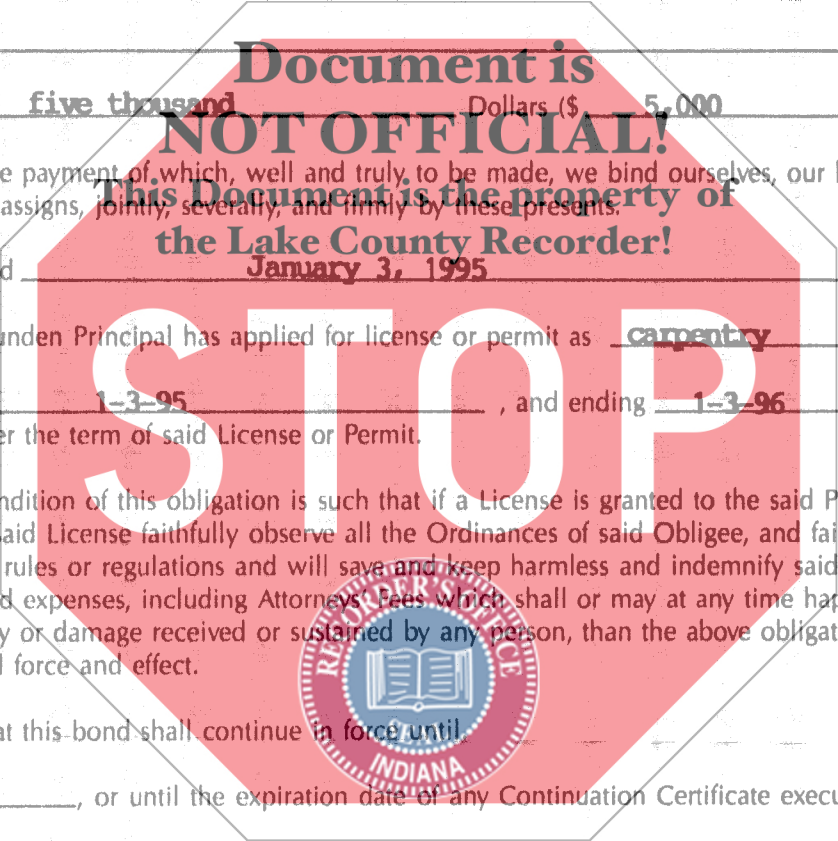 Document is
five thousand Dollars ($ 5,000
NOT OFFICIAL!
e payment of which, well and truly to be made, we bind ourselves, our
This Document is the property of
assigns, jointly, severally, and firmly by these presents.
the Lake County Recorder!
d January 3, 1995
unden Principal has applied for license or permit as carpentry
STOP
1-3-95 , and ending 1-3-96
er the term of said License or Permit.
ndition of this obligation is such that if a License is granted to the said P
said License faithfully observe all the Ordinances of said Obligee, and fai
rules or regulations and will save and keep harmless and indemnify said
d expenses, including Attorneys' Fees which shall or may at any time ha
y or damage received or sustained by any person, than the above obligat
l force and effect.
RECORDER'S OFFICE
SEAL
INDIANA
at this bond shall continue in force until
, or until the expiration date of any Continuation Certificate execu